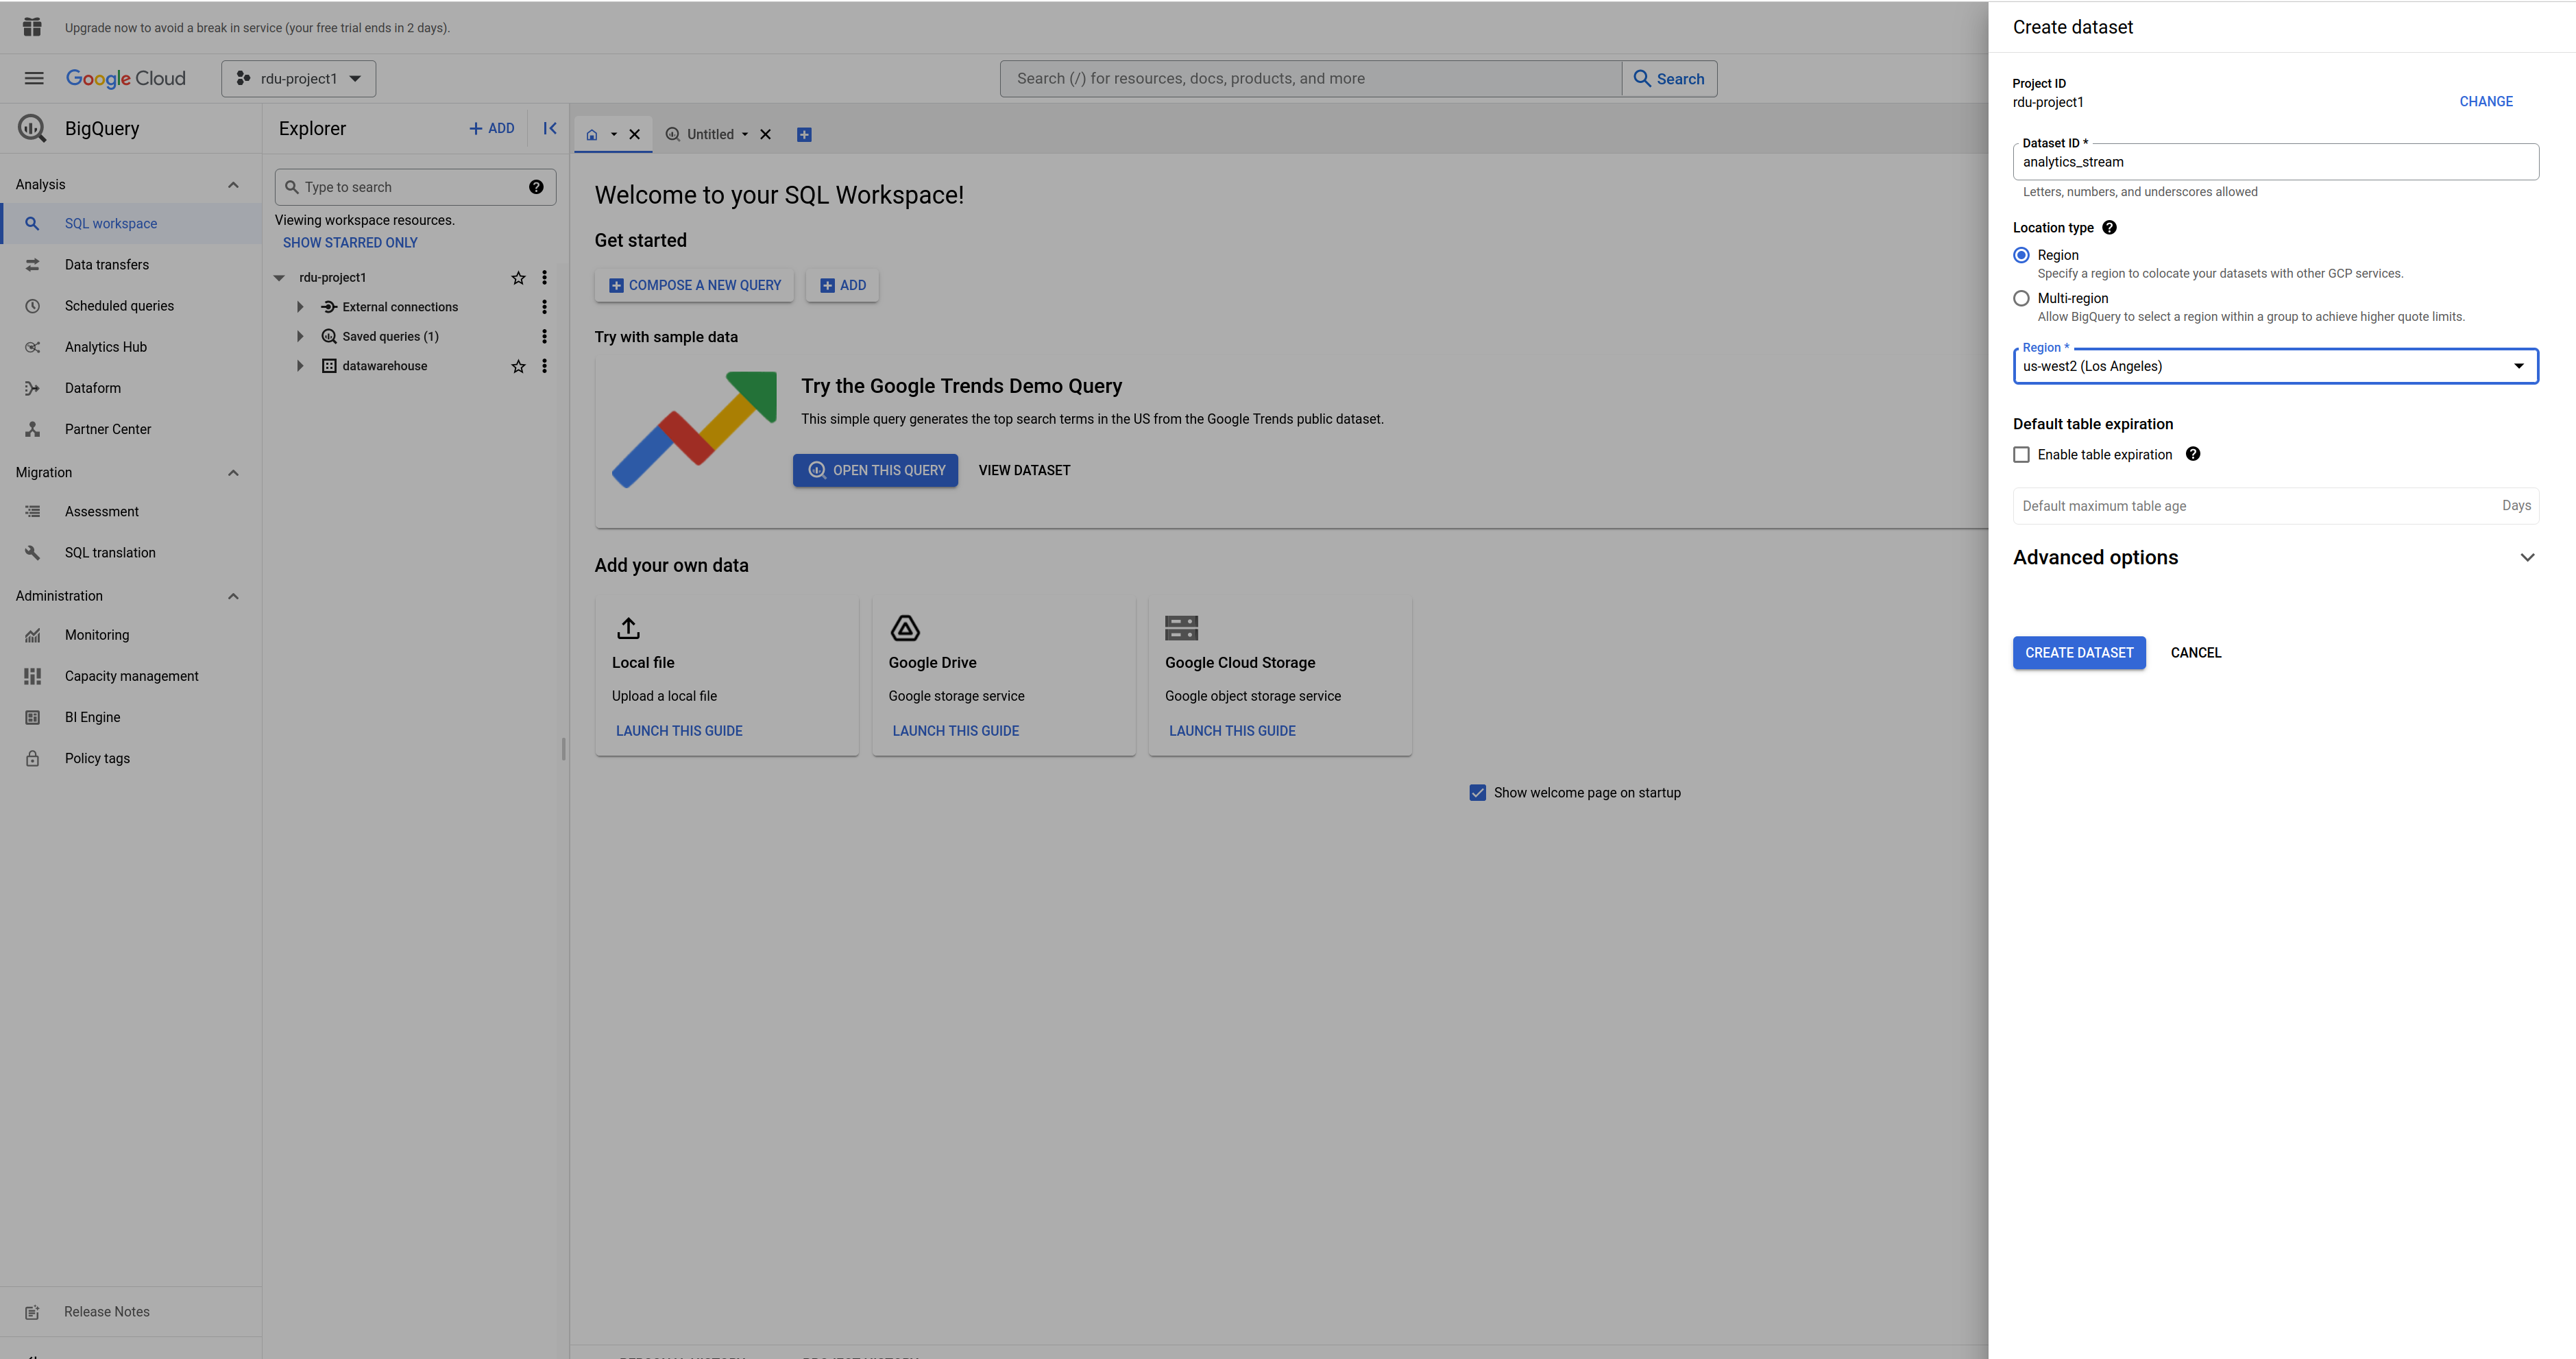 Upgrade now to avoid a break in service (your free trial ends in 2 days).
Google Cloud
rdu-project1
Search (/) for resources, docs, products, and more
Search
BigQuery
Analysis
SQL workspace
Data transfers
Scheduled queries
Analytics Hub
Dataform
Partner Center
Migration
Assessment
SQL translation
Administration
Monitoring
Capacity management
BI Engine
Policy tags
Release Notes
Explorer
+ ADD
Type to search
Viewing workspace resources.
SHOW STARRED ONLY
rdu-project1
External connections
Saved queries (1)
datawarehouse
Untitled
Welcome to your SQL Workspace!
Get started
COMPOSE A NEW QUERY
ADD
Try with sample data
Try the Google Trends Demo Query
This simple query generates the top search terms in the US from the Google Trends public dataset.
OPEN THIS QUERY
VIEW DATASET
Add your own data
Local file
Upload a local file
LAUNCH THIS GUIDE
Google Drive
Google storage service
LAUNCH THIS GUIDE
Google Cloud Storage
Google object storage service
LAUNCH THIS GUIDE
Show welcome page on startup
Create dataset
Project ID
rdu-project1
CHANGE
Dataset ID *
analytics_stream
Letters, numbers, and underscores allowed
Location type
Region
Specify a region to colocate your datasets with other GCP services.
Multi-region
Allow BigQuery to select a region within a group to achieve higher quote limits.
Region *
us-west2 (Los Angeles)
Default table expiration
Enable table expiration
Default maximum table age
Days
Advanced options
CREATE DATASET
CANCEL